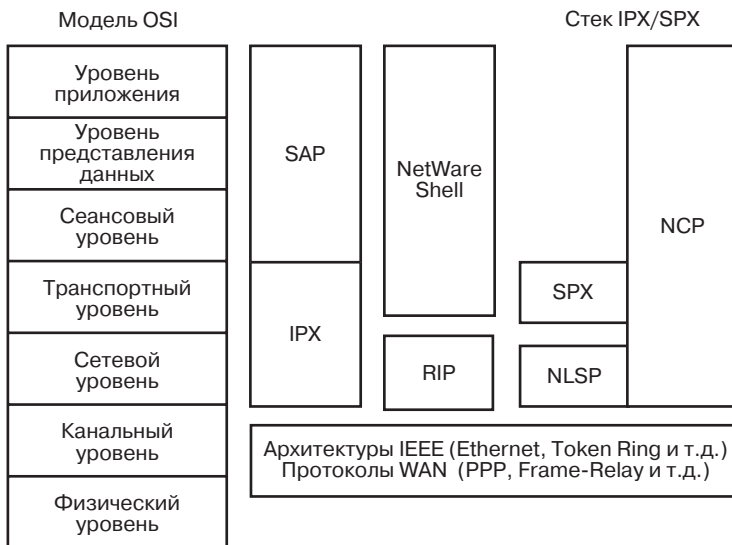 Модель OSI
Стек IPX/SPX
Уровень
приложения
Уровень
представления
данных
Сеансовый
уровень
Транспортный
уровень
Сетевой
уровень
Канальный
уровень
Физический
уровень
SAP
IPX
NetWare
Shell
RIP
SPX
NLSP
NCP
Архитектуры IEEE (Ethernet, Token Ring и т.д.)
Протоколы WAN (PPP, Frame-Relay и т.д.)